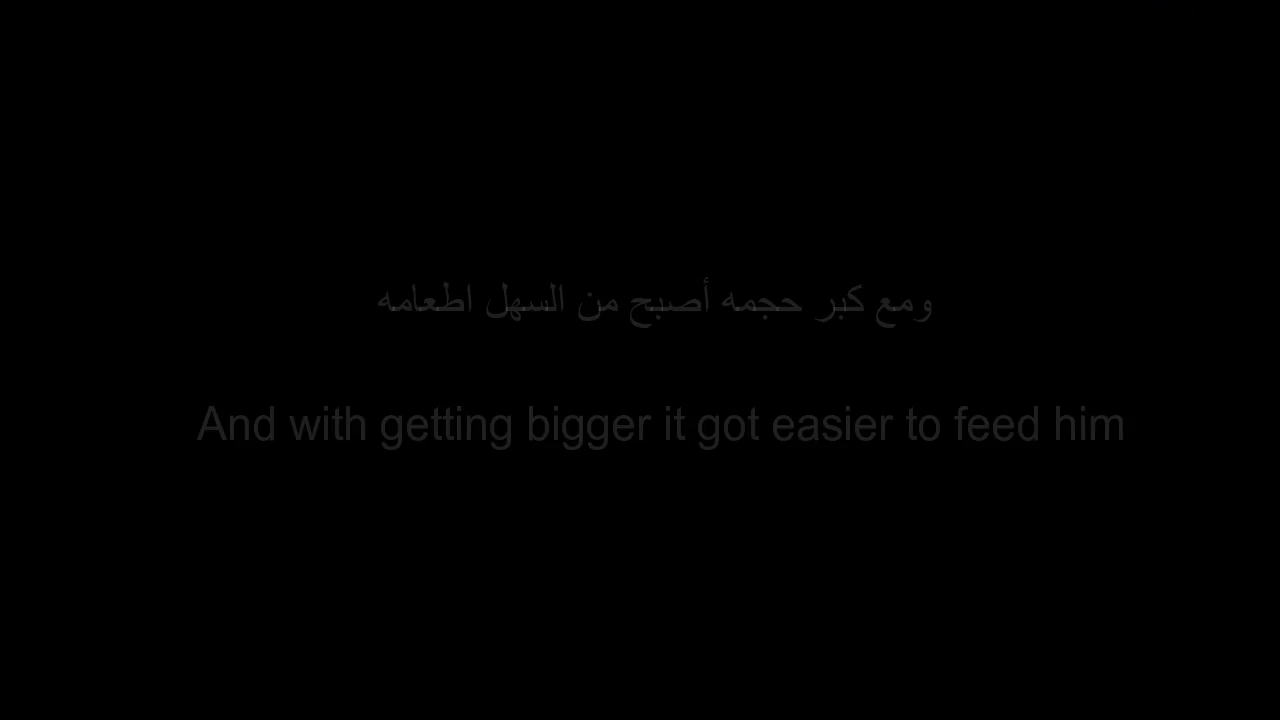 ومع كبر حجمه أصبح من السهل اطعامه
And with getting bigger it got easier to feed him